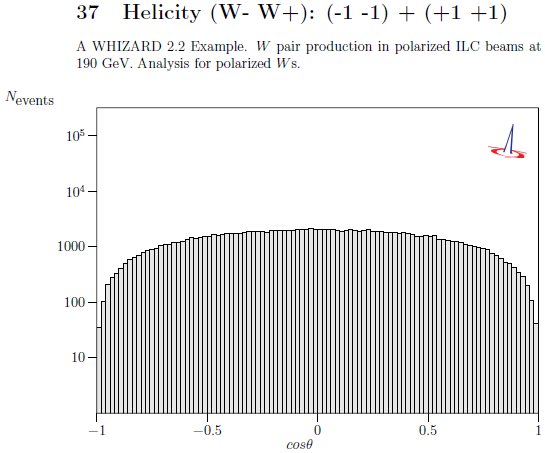 37 Helicity (W- W+): (-1 -1) + (+1 +1)
A WHIZARD 2.2 Example. W pair production in polarized ILC beams at
190 GeV. Analysis for polarized Ws.
Nevents
10⁵
10⁴
1000
100
10
−1 −0.5 0 0.5 1
cosθ